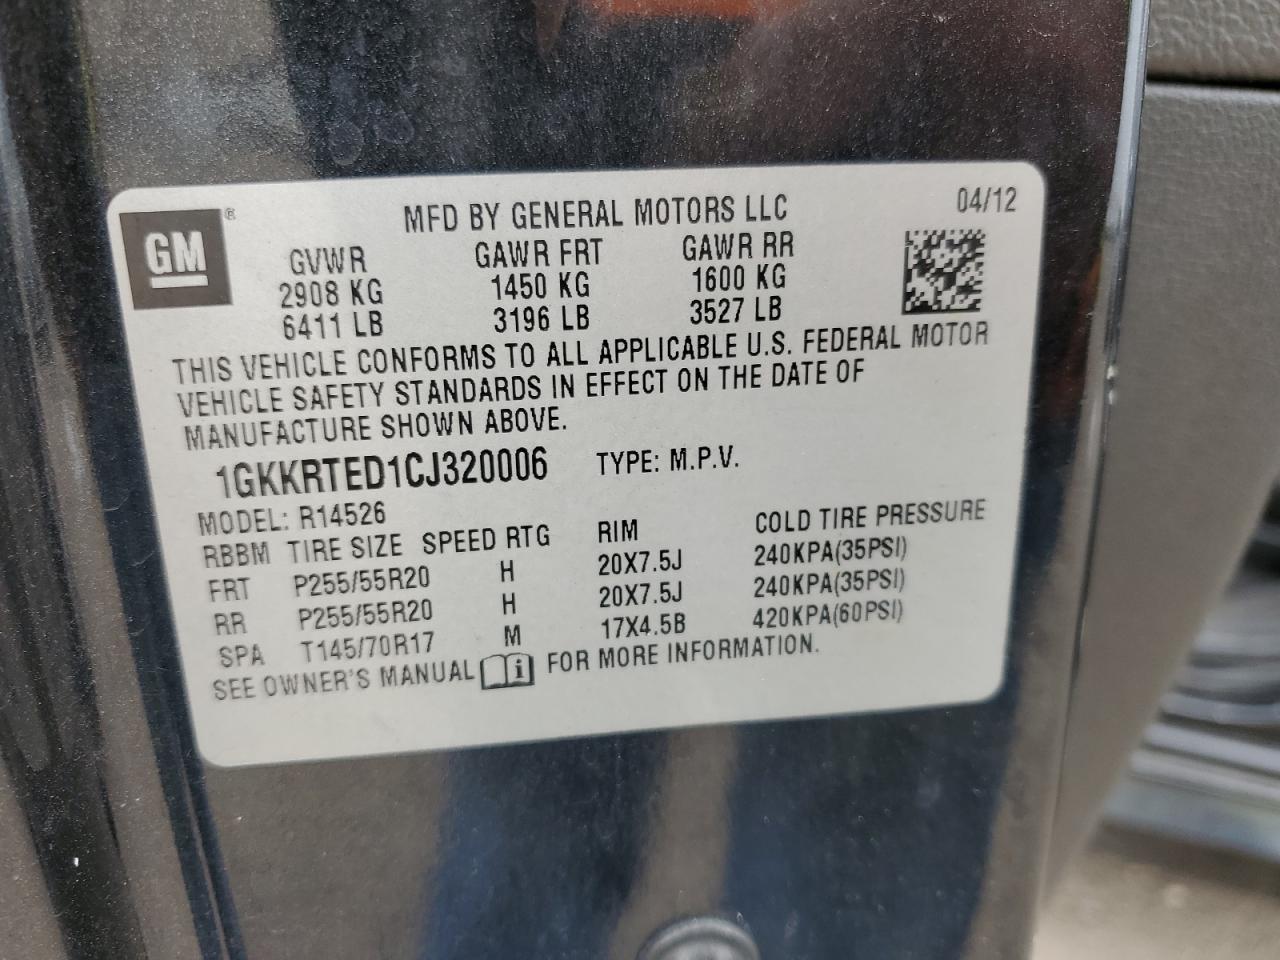 GM ®
MFD BY GENERAL MOTORS LLC 04/12
GVWR GAWR FRT GAWR RR
2908 KG 1450 KG 1600 KG
6411 LB 3196 LB 3527 LB
THIS VEHICLE CONFORMS TO ALL APPLICABLE U.S. FEDERAL MOTOR
VEHICLE SAFETY STANDARDS IN EFFECT ON THE DATE OF
MANUFACTURE SHOWN ABOVE.
1GKKRTED1CJ320006 TYPE: M.P.V.
MODEL: R14526
RBBM TIRE SIZE SPEED RTG RIM COLD TIRE PRESSURE
FRT P255/55R20 H 20X7.5J 240KPA(35PSI)
RR P255/55R20 H 20X7.5J 240KPA(35PSI)
SPA T145/70R17 M 17X4.5B 420KPA(60PSI)
SEE OWNER'S MANUAL i FOR MORE INFORMATION.